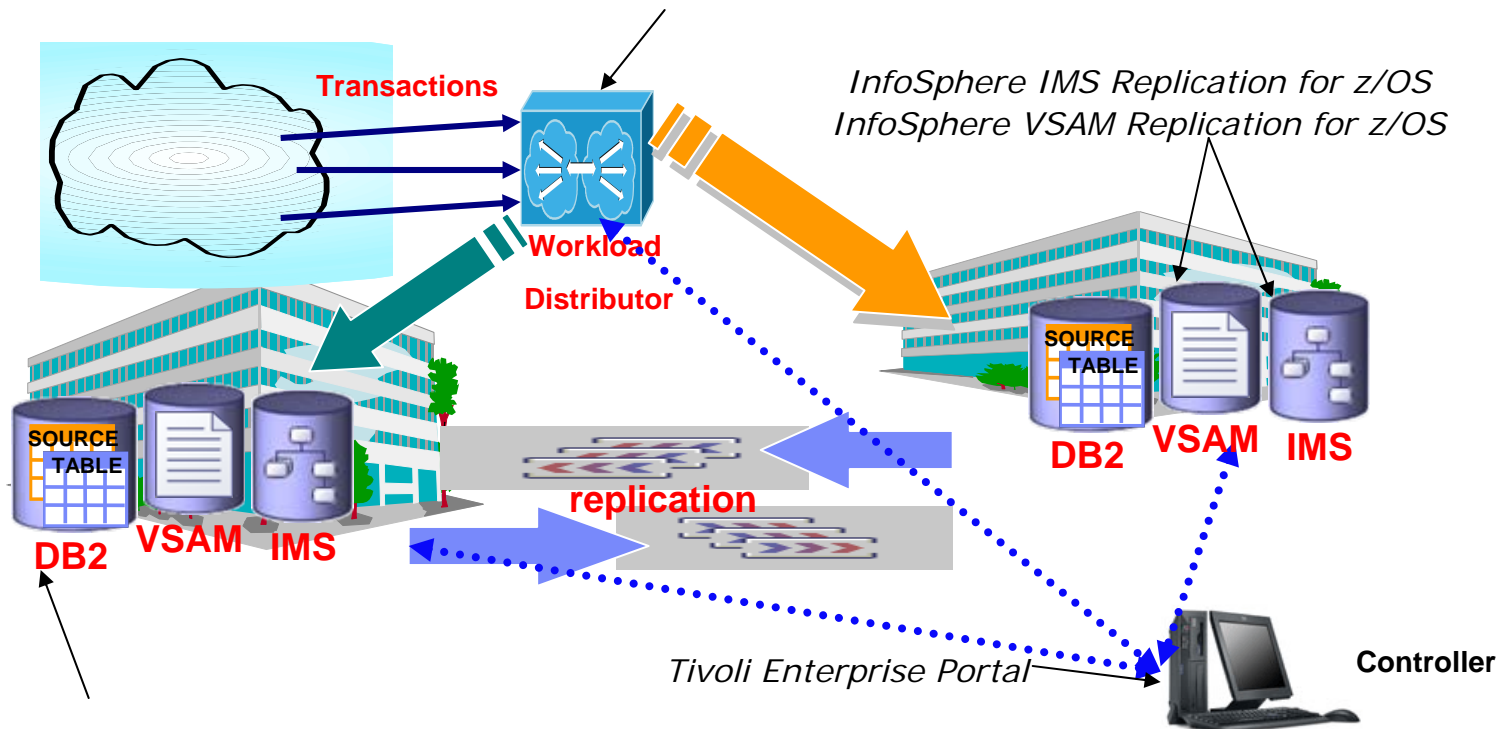 Transactions
InfoSphere IMS Replication for z/OS
InfoSphere VSAM Replication for z/OS
Workload
Distributor
SOURCE
TABLE
DB2
VSAM
IMS
SOURCE
TABLE
DB2
VSAM
IMS
replication
Tivoli Enterprise Portal
Controller